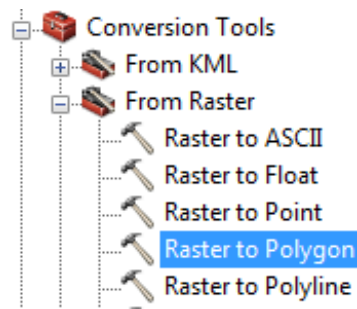 Conversion Tools
From KML
From Raster
Raster to ASCII
Raster to Float
Raster to Point
Raster to Polygon
Raster to Polyline